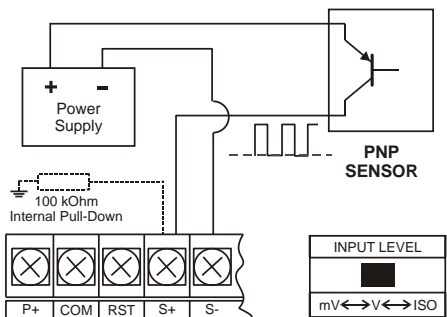 + -
Power
Supply
PNP
SENSOR
100 kOhm
Internal Pull-Down
INPUT LEVEL
mV<->V<->ISO
P+ COM RST S+ S-